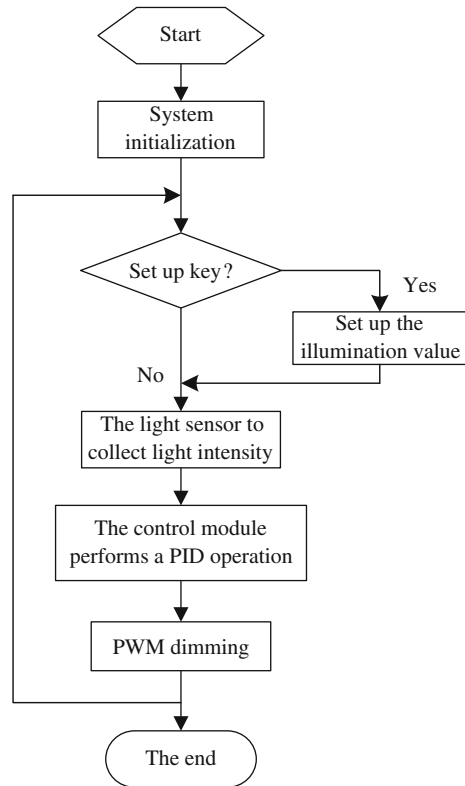 Start
System
initialization
Set up key?
Yes
Set up the
illumination value
No
The light sensor to
collect light intensity
The control module
performs a PID operation
PWM dimming
The end